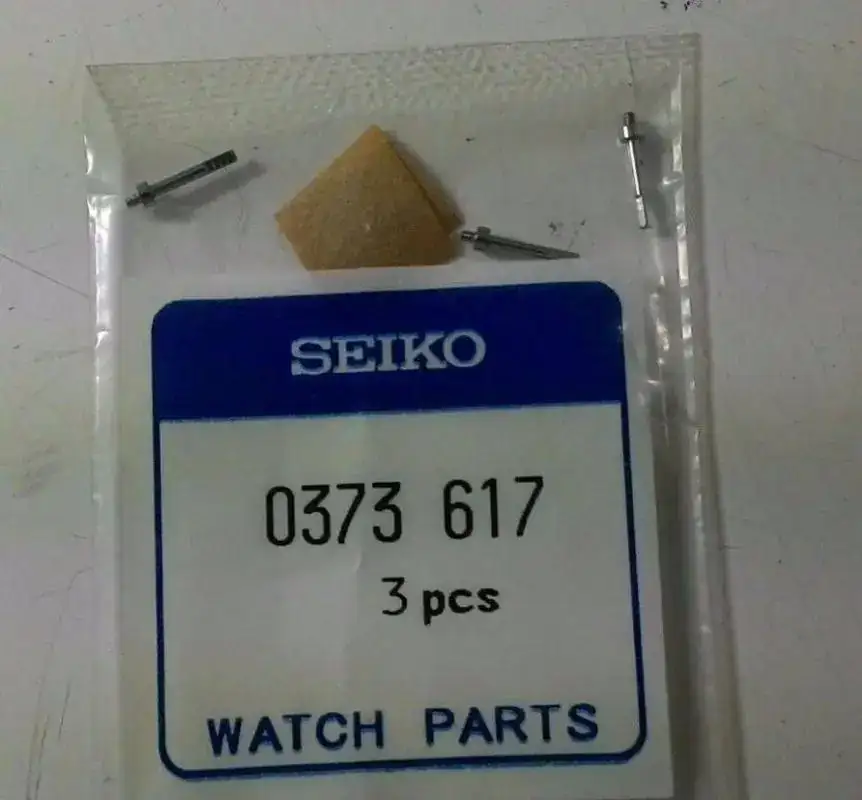 SEIKO
0373 617
3 pcs
WATCH PARTS